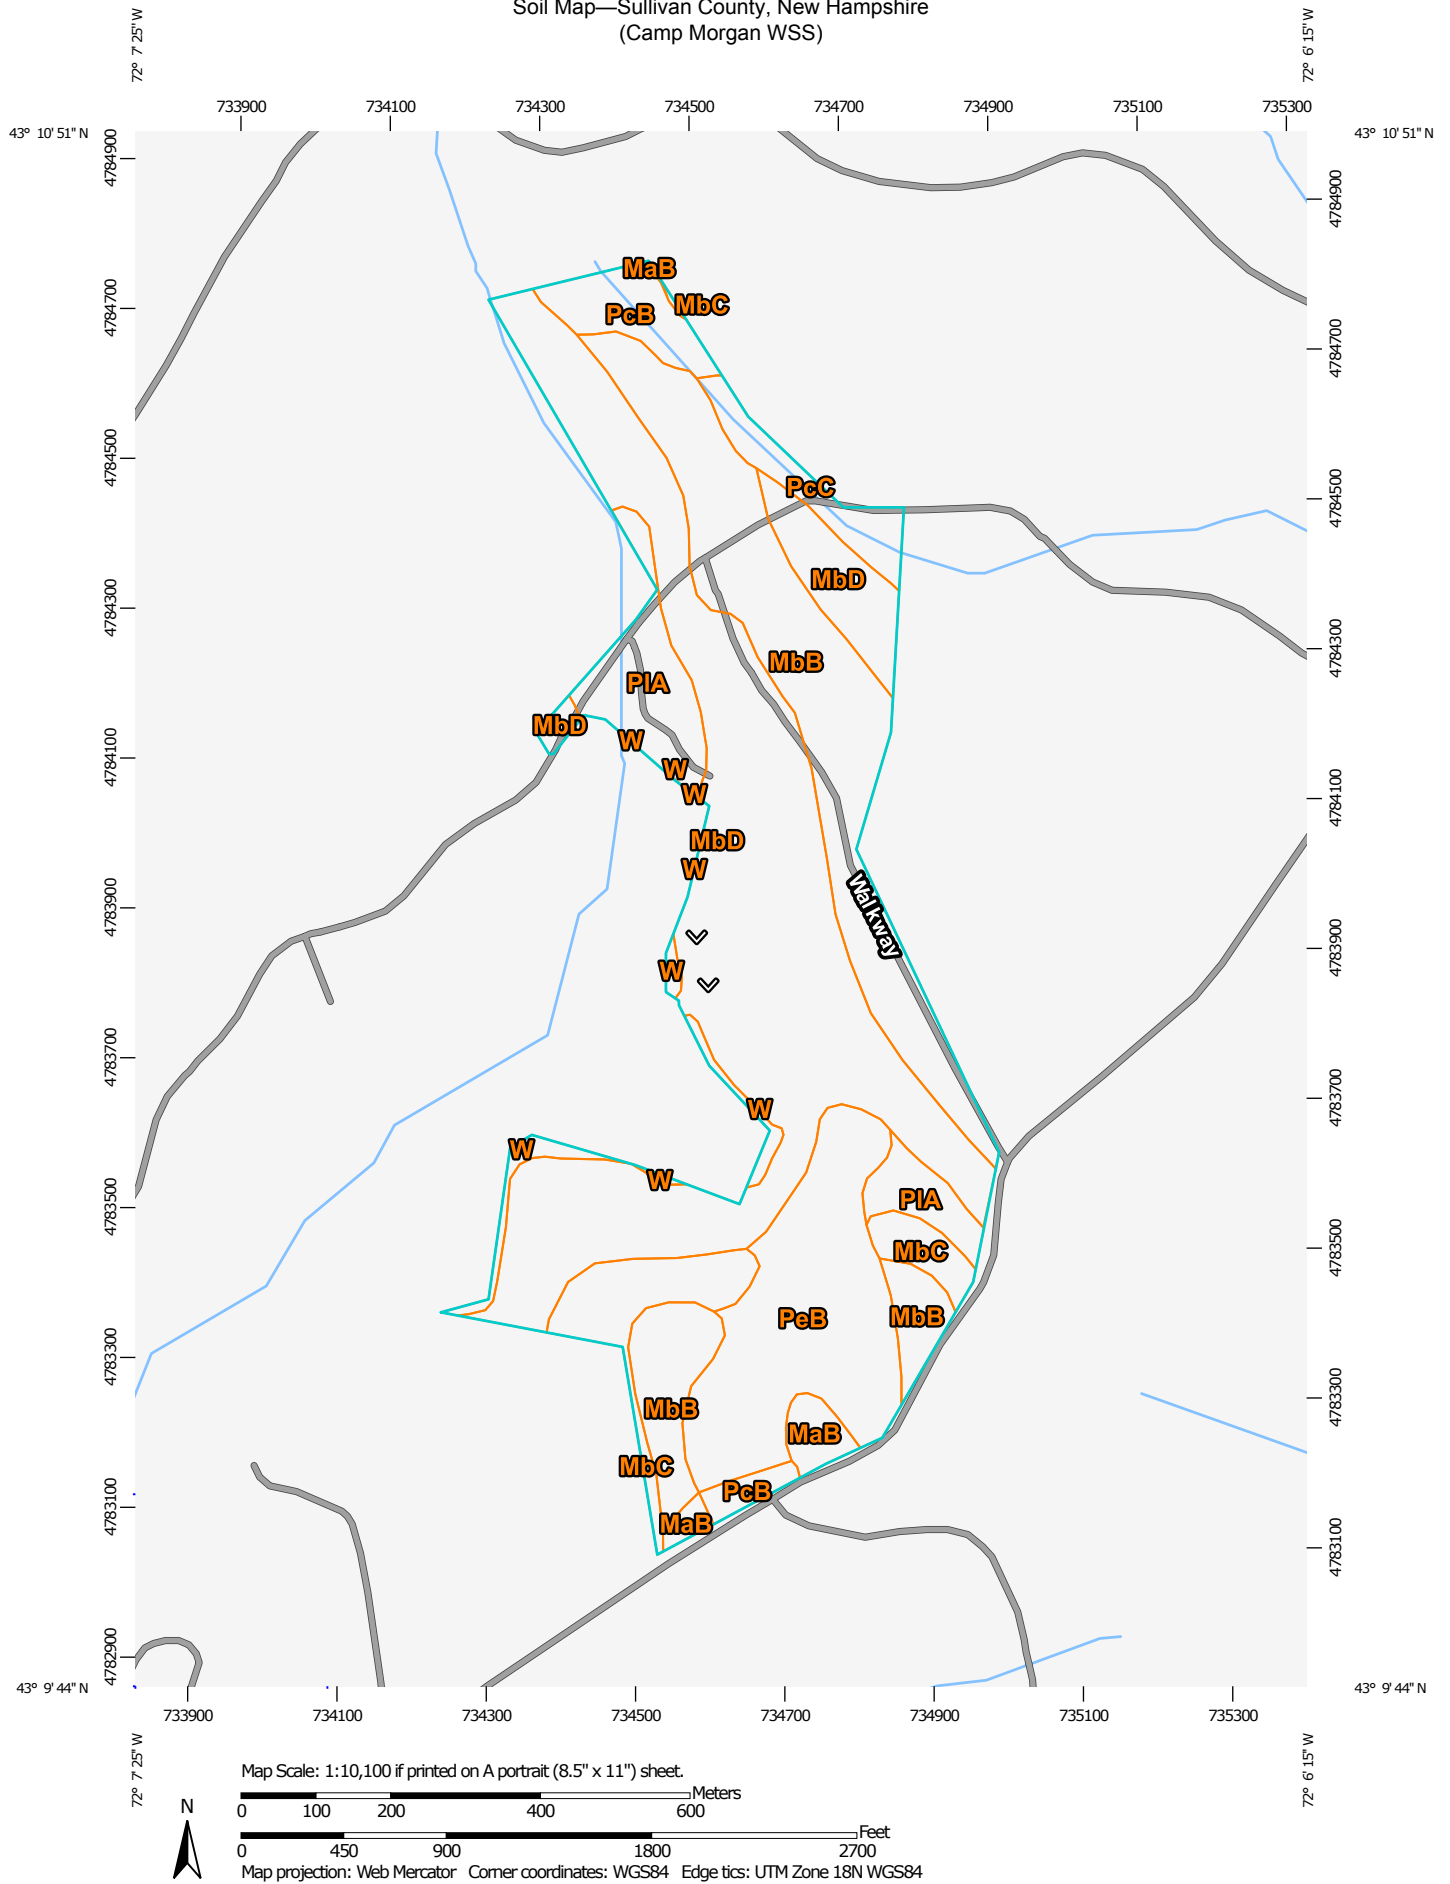 Soil Map—Sullivan County, New Hampshire
(Camp Morgan WSS)
72° 7' 25" W
72° 6' 15" W
733900 734100 734300 734500 734700 734900 735100 735300
43° 10' 51" N
43° 10' 51" N
4784900
4784900
4784700
4784700
4784500
4784500
4784300
4784300
4784100
4784100
4783900
4783900
4783700
4783700
4783500
4783500
4783300
4783300
4783100
4783100
4782900
MaB
MbC
PcB
PcC
MbD
MbB
PlA
MbD
W
W
W
MbD
W
Walkway
W
W
W
W
PlA
MbC
PeB
MbB
MbB
MaB
MbC
PcB
MaB
43° 9' 44" N
43° 9' 44" N
733900 734100 734300 734500 734700 734900 735100 735300
72° 7' 25" W
72° 6' 15" W
Map Scale: 1:10,100 if printed on A portrait (8.5" x 11") sheet.
Meters
0 100 200 400 600
N
Feet
0 450 900 1800 2700
Map projection: Web Mercator Corner coordinates: WGS84 Edge tics: UTM Zone 18N WGS84